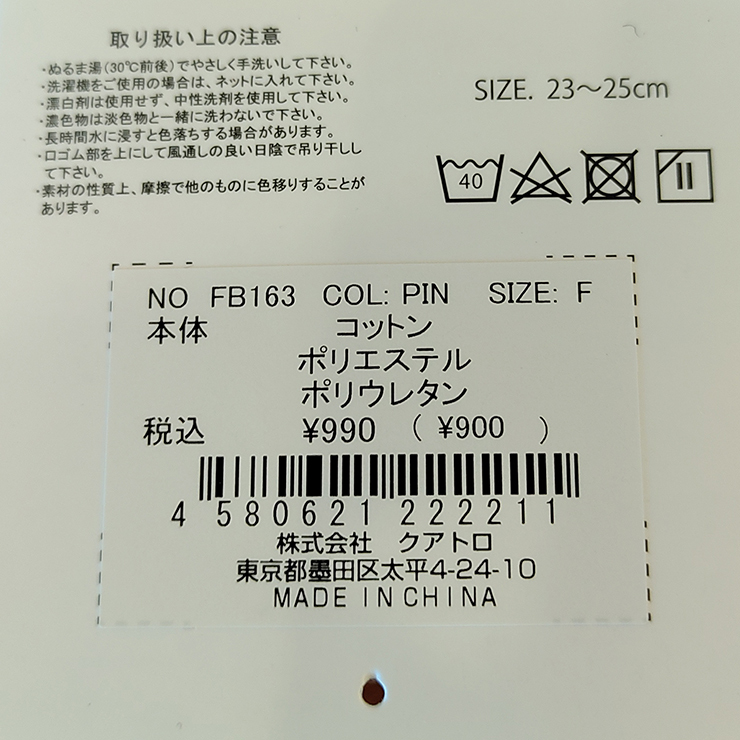 取り扱い上の注意
・ぬるま湯(30℃前後)でやさしく手洗いして下さい。
・洗濯機をご使用の場合は、ネットに入れて下さい。
・漂白剤は使用せず、中性洗剤を使用して下さい。
・濃色物は淡色物と一緒に洗わないで下さい。
・長時間水に浸すと色落ちする場合があります。
・口ゴム部を上にして風通しの良い日陰で吊り干しし
て下さい。
・素材の性質上、摩擦で他のものに色移りすることが
あります。
SIZE. 23〜25cm
40
NO FB163 COL: PIN SIZE: F
本体 コットン
ポリエステル
ポリウレタン
税込 ¥990 ( ¥900 )
4 580621 222211
株式会社 クアトロ
東京都墨田区太平4-24-10
MADE IN CHINA